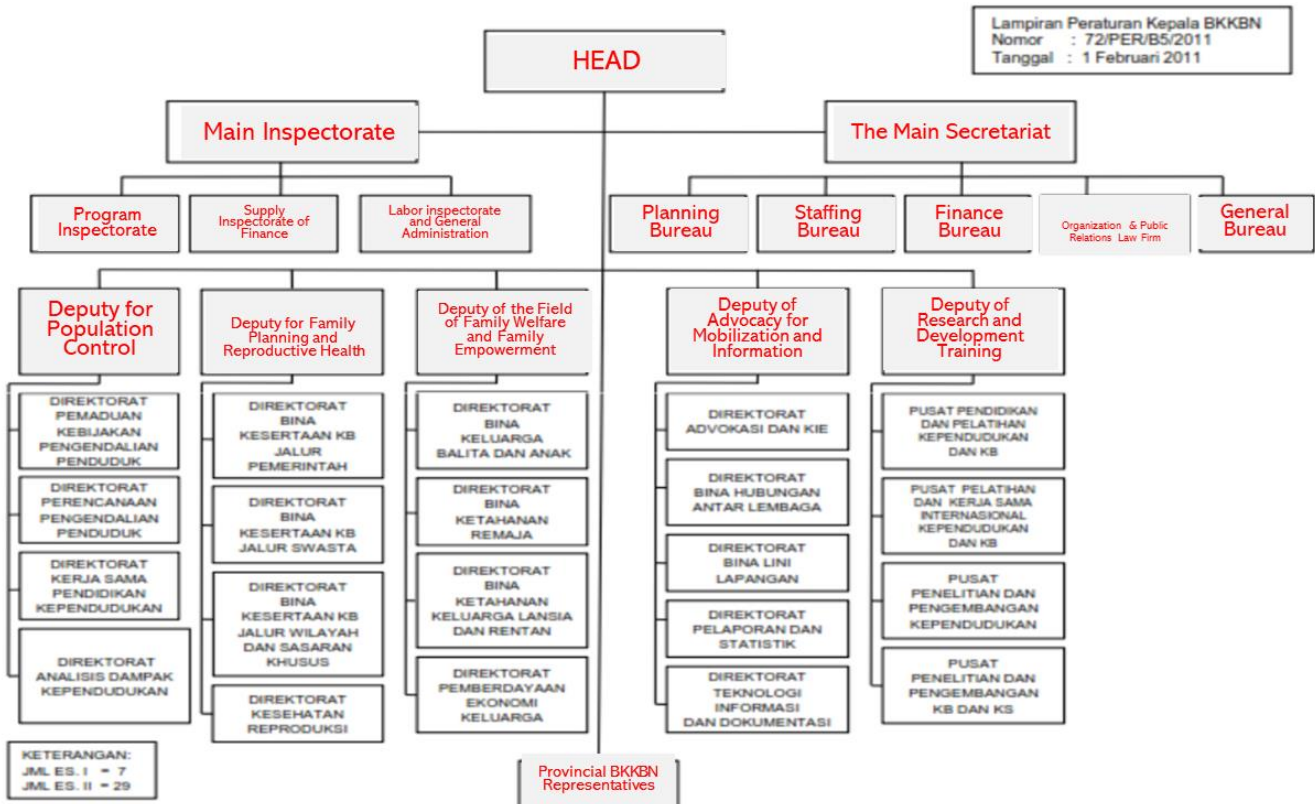 Lampiran Peraturan Kepala BKKBN
Nomor : 72/PER/B5/2011
Tanggal : 1 Februari 2011
HEAD
Main Inspectorate
The Main Secretariat
Program
Inspectorate
Supply
Inspectorate of
Finance
Labor inspectorate
and General
Administration
Planning
Bureau
Staffing
Bureau
Finance
Bureau
Organization & Public
Relations Law Firm
General
Bureau
Deputy for
Population
Control
Deputy for Family
Planning and
Reproductive Health
Deputy of the Field
of Family Welfare
and Family
Empowerment
Deputy of
Advocacy for
Mobilization and
Information
Deputy of
Research and
Development
Training
DIREKTORAT
PEMADUAN
KEBIJAKAN
PENGENDALIAN
PENDUDUK
DIREKTORAT
PERENCANAAN
PENGENDALIAN
PENDUDUK
DIREKTORAT
KERJA SAMA
PENDIDIKAN
KEPENDUDUKAN
DIREKTORAT
ANALISIS DAMPAK
KEPENDUDUKAN
DIREKTORAT
BINA
KESERTAAN KB
JALUR
PEMERINTAH
DIREKTORAT
BINA
KESERTAAN KB
JALUR SWASTA
DIREKTORAT
BINA
KESERTAAN KB
JALUR WILAYAH
DAN SASARAN
KHUSUS
DIREKTORAT
KESEHATAN
REPRODUKSI
DIREKTORAT
BINA
KELUARGA
BALITA DAN ANAK
DIREKTORAT
BINA
KETAHANAN
REMAJA
DIREKTORAT
BINA
KETAHANAN
KELUARGA LANSIA
DAN RENTAN
DIREKTORAT
PEMBERDAYAAN
EKONOMI
KELUARGA
DIREKTORAT
ADVOKASI DAN KIE
DIREKTORAT
BINA HUBUNGAN
ANTAR LEMBAGA
DIREKTORAT
BINA LINI
LAPANGAN
DIREKTORAT
PELAPORAN DAN
STATISTIK
DIREKTORAT
TEKNOLOGI
INFORMASI
DAN DOKUMENTASI
PUSAT PENDIDIKAN
DAN PELATIHAN
KEPENDUDUKAN
DAN KB
PUSAT PELATIHAN
DAN KERJA SAMA
INTERNASIONAL
KEPENDUDUKAN
DAN KB
PUSAT
PENELITIAN DAN
PENGEMBANGAN
KEPENDUDUKAN
PUSAT
PENELITIAN DAN
PENGEMBANGAN
KB DAN KS
KETERANGAN:
JML ES. I = 7
JML ES. II = 29
Provincial BKKBN
Representatives